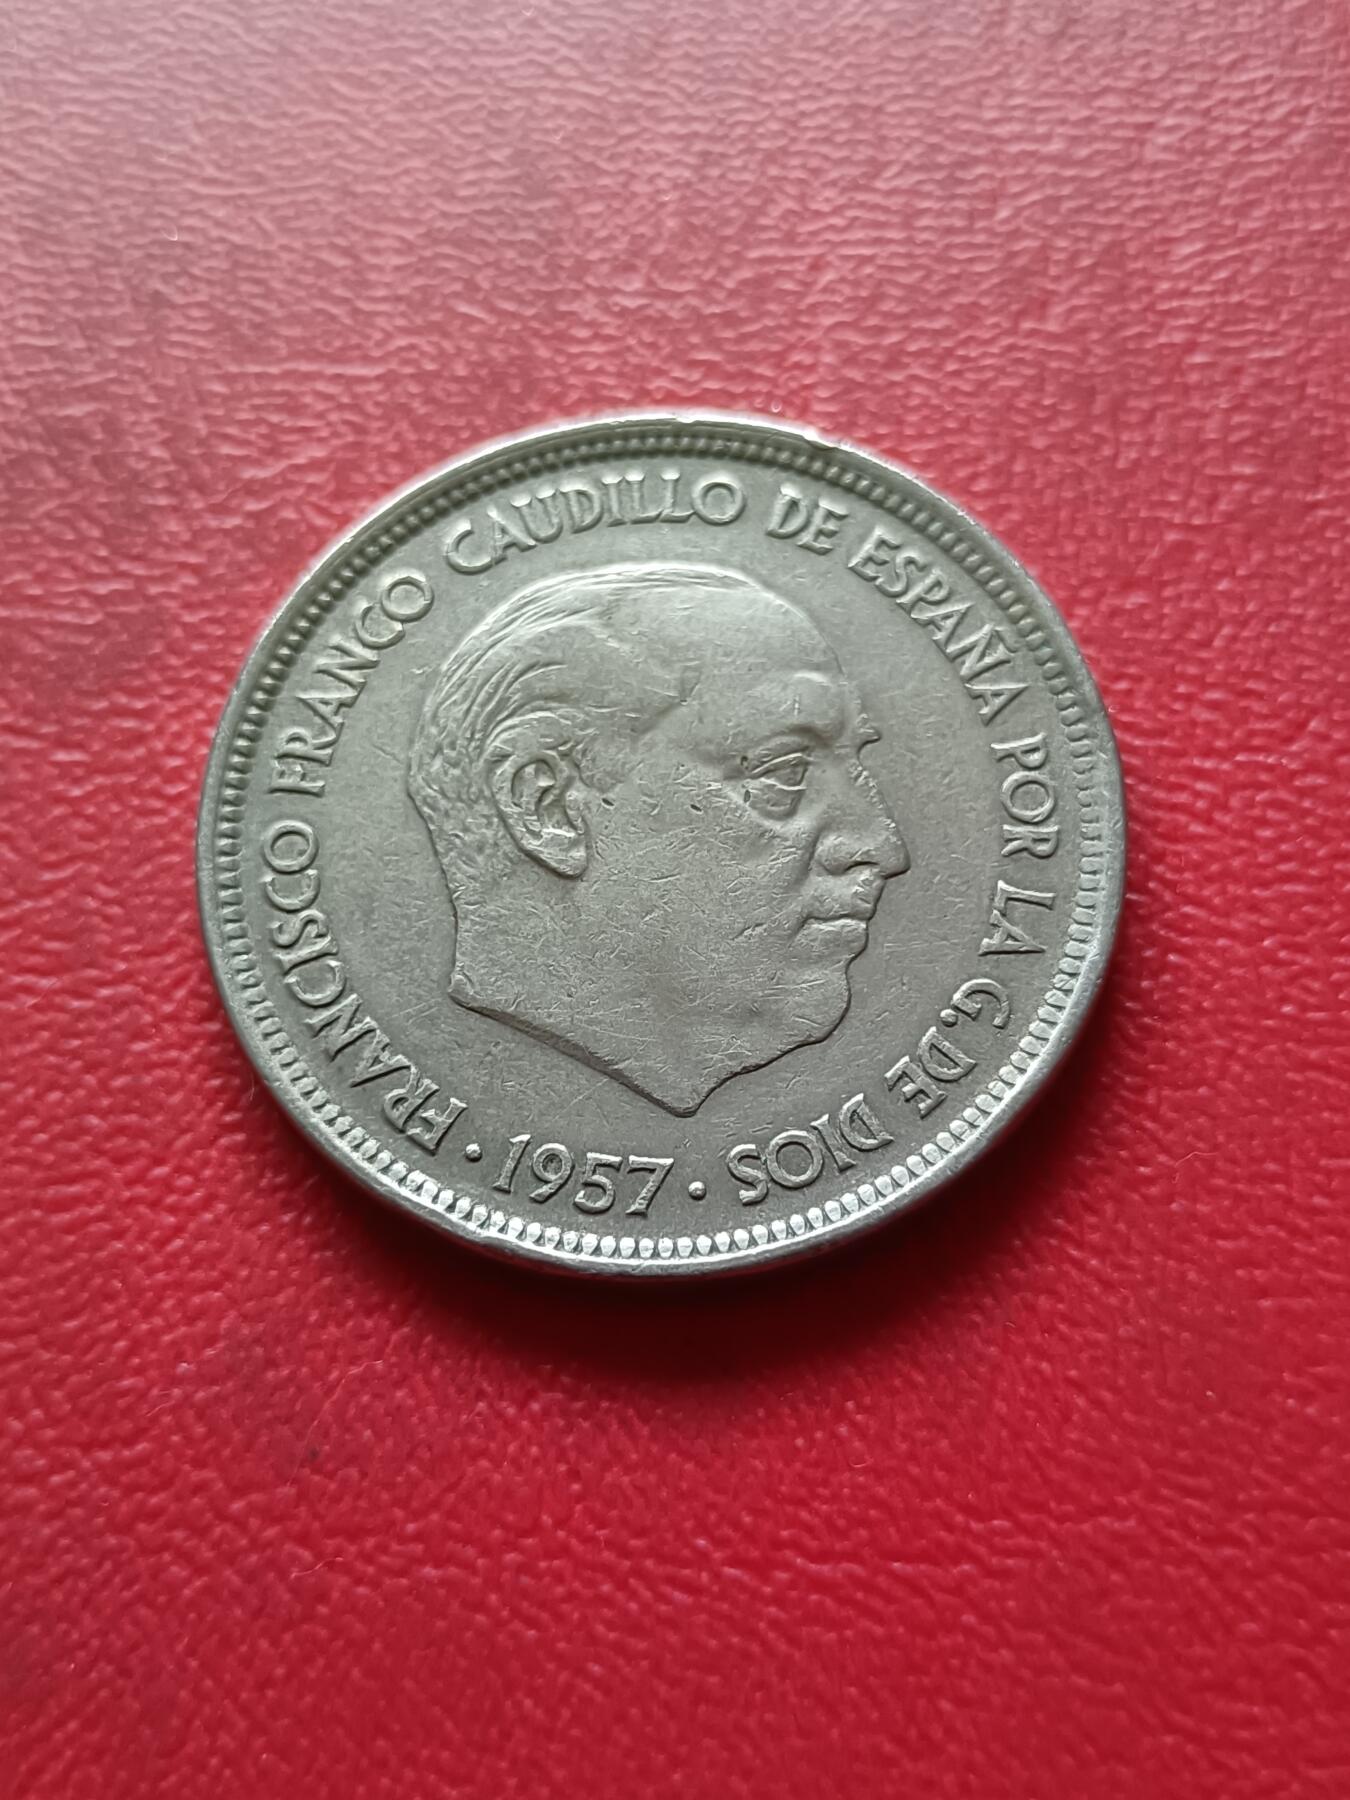 FRANCISCO FRANCO CAUDILLO DE ESPAÑA POR LA G. DE DIOS
· 1957 ·